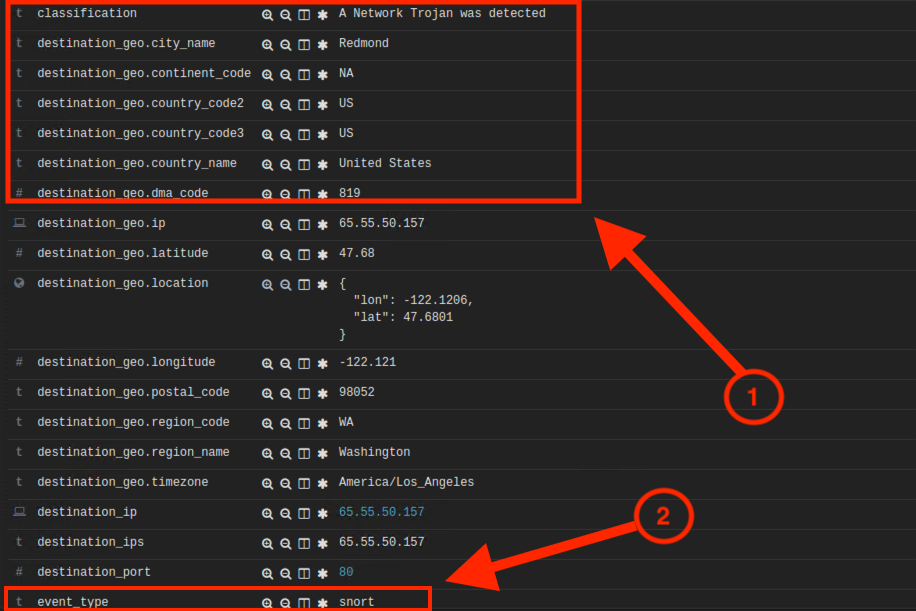 t classification A Network Trojan was detected
t destination_geo.city_name Redmond
t destination_geo.continent_code NA
t destination_geo.country_code2 US
t destination_geo.country_code3 US
t destination_geo.country_name United States
# destination_geo.dma_code 819
destination_geo.ip 65.55.50.157
# destination_geo.latitude 47.68
destination_geo.location {
"lon": -122.1206,
"lat": 47.6801
}
# destination_geo.longitude -122.121
t destination_geo.postal_code 98052
1
t destination_geo.region_code WA
t destination_geo.region_name Washington
t destination_geo.timezone America/Los_Angeles
destination_ip 65.55.50.157
2
t destination_ips 65.55.50.157
# destination_port 80
t event_type snort